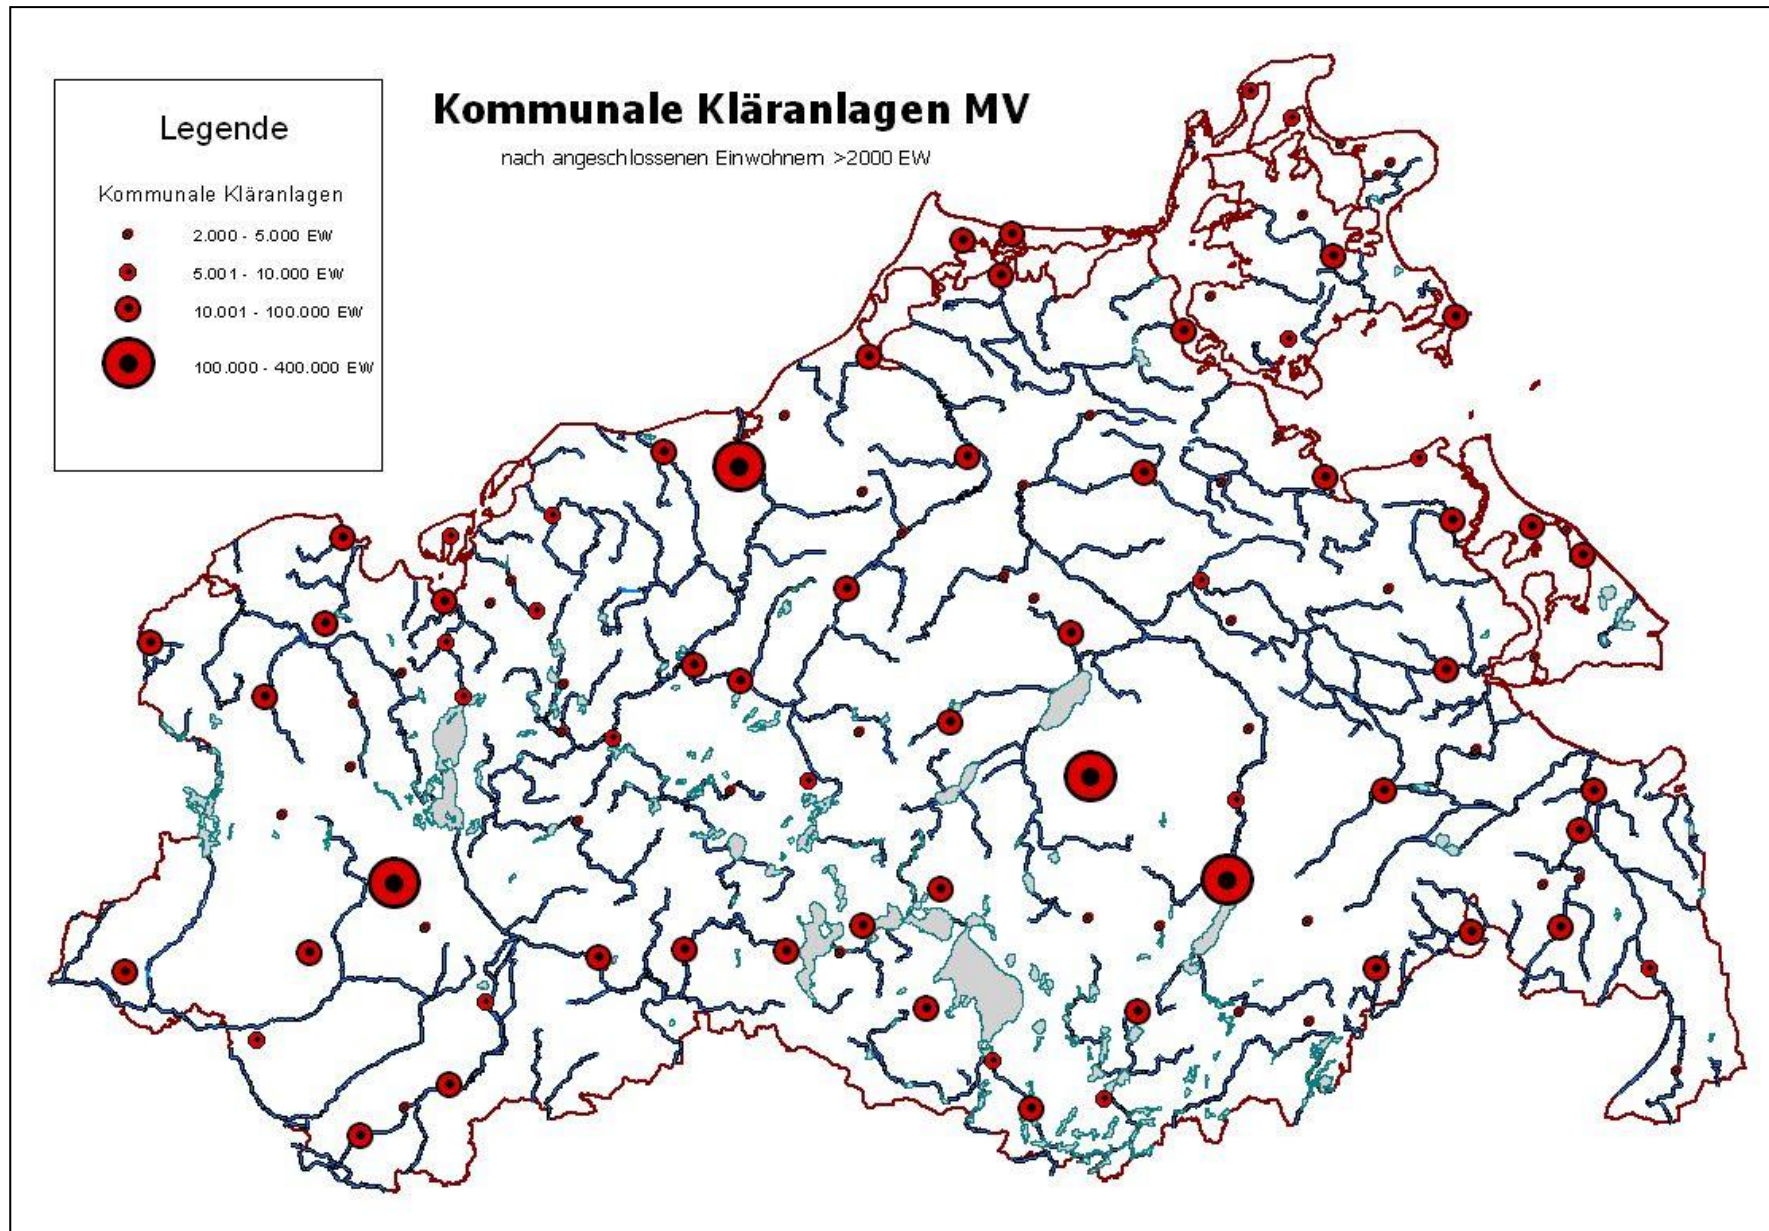 Legende
Kommunale Kläranlagen
2.000 - 5.000 EW
5.001 - 10.000 EW
10.001 - 100.000 EW
100.000 - 400.000 EW
Kommunale Kläranlagen MV
nach angeschlossenen Einwohnern >2000 EW